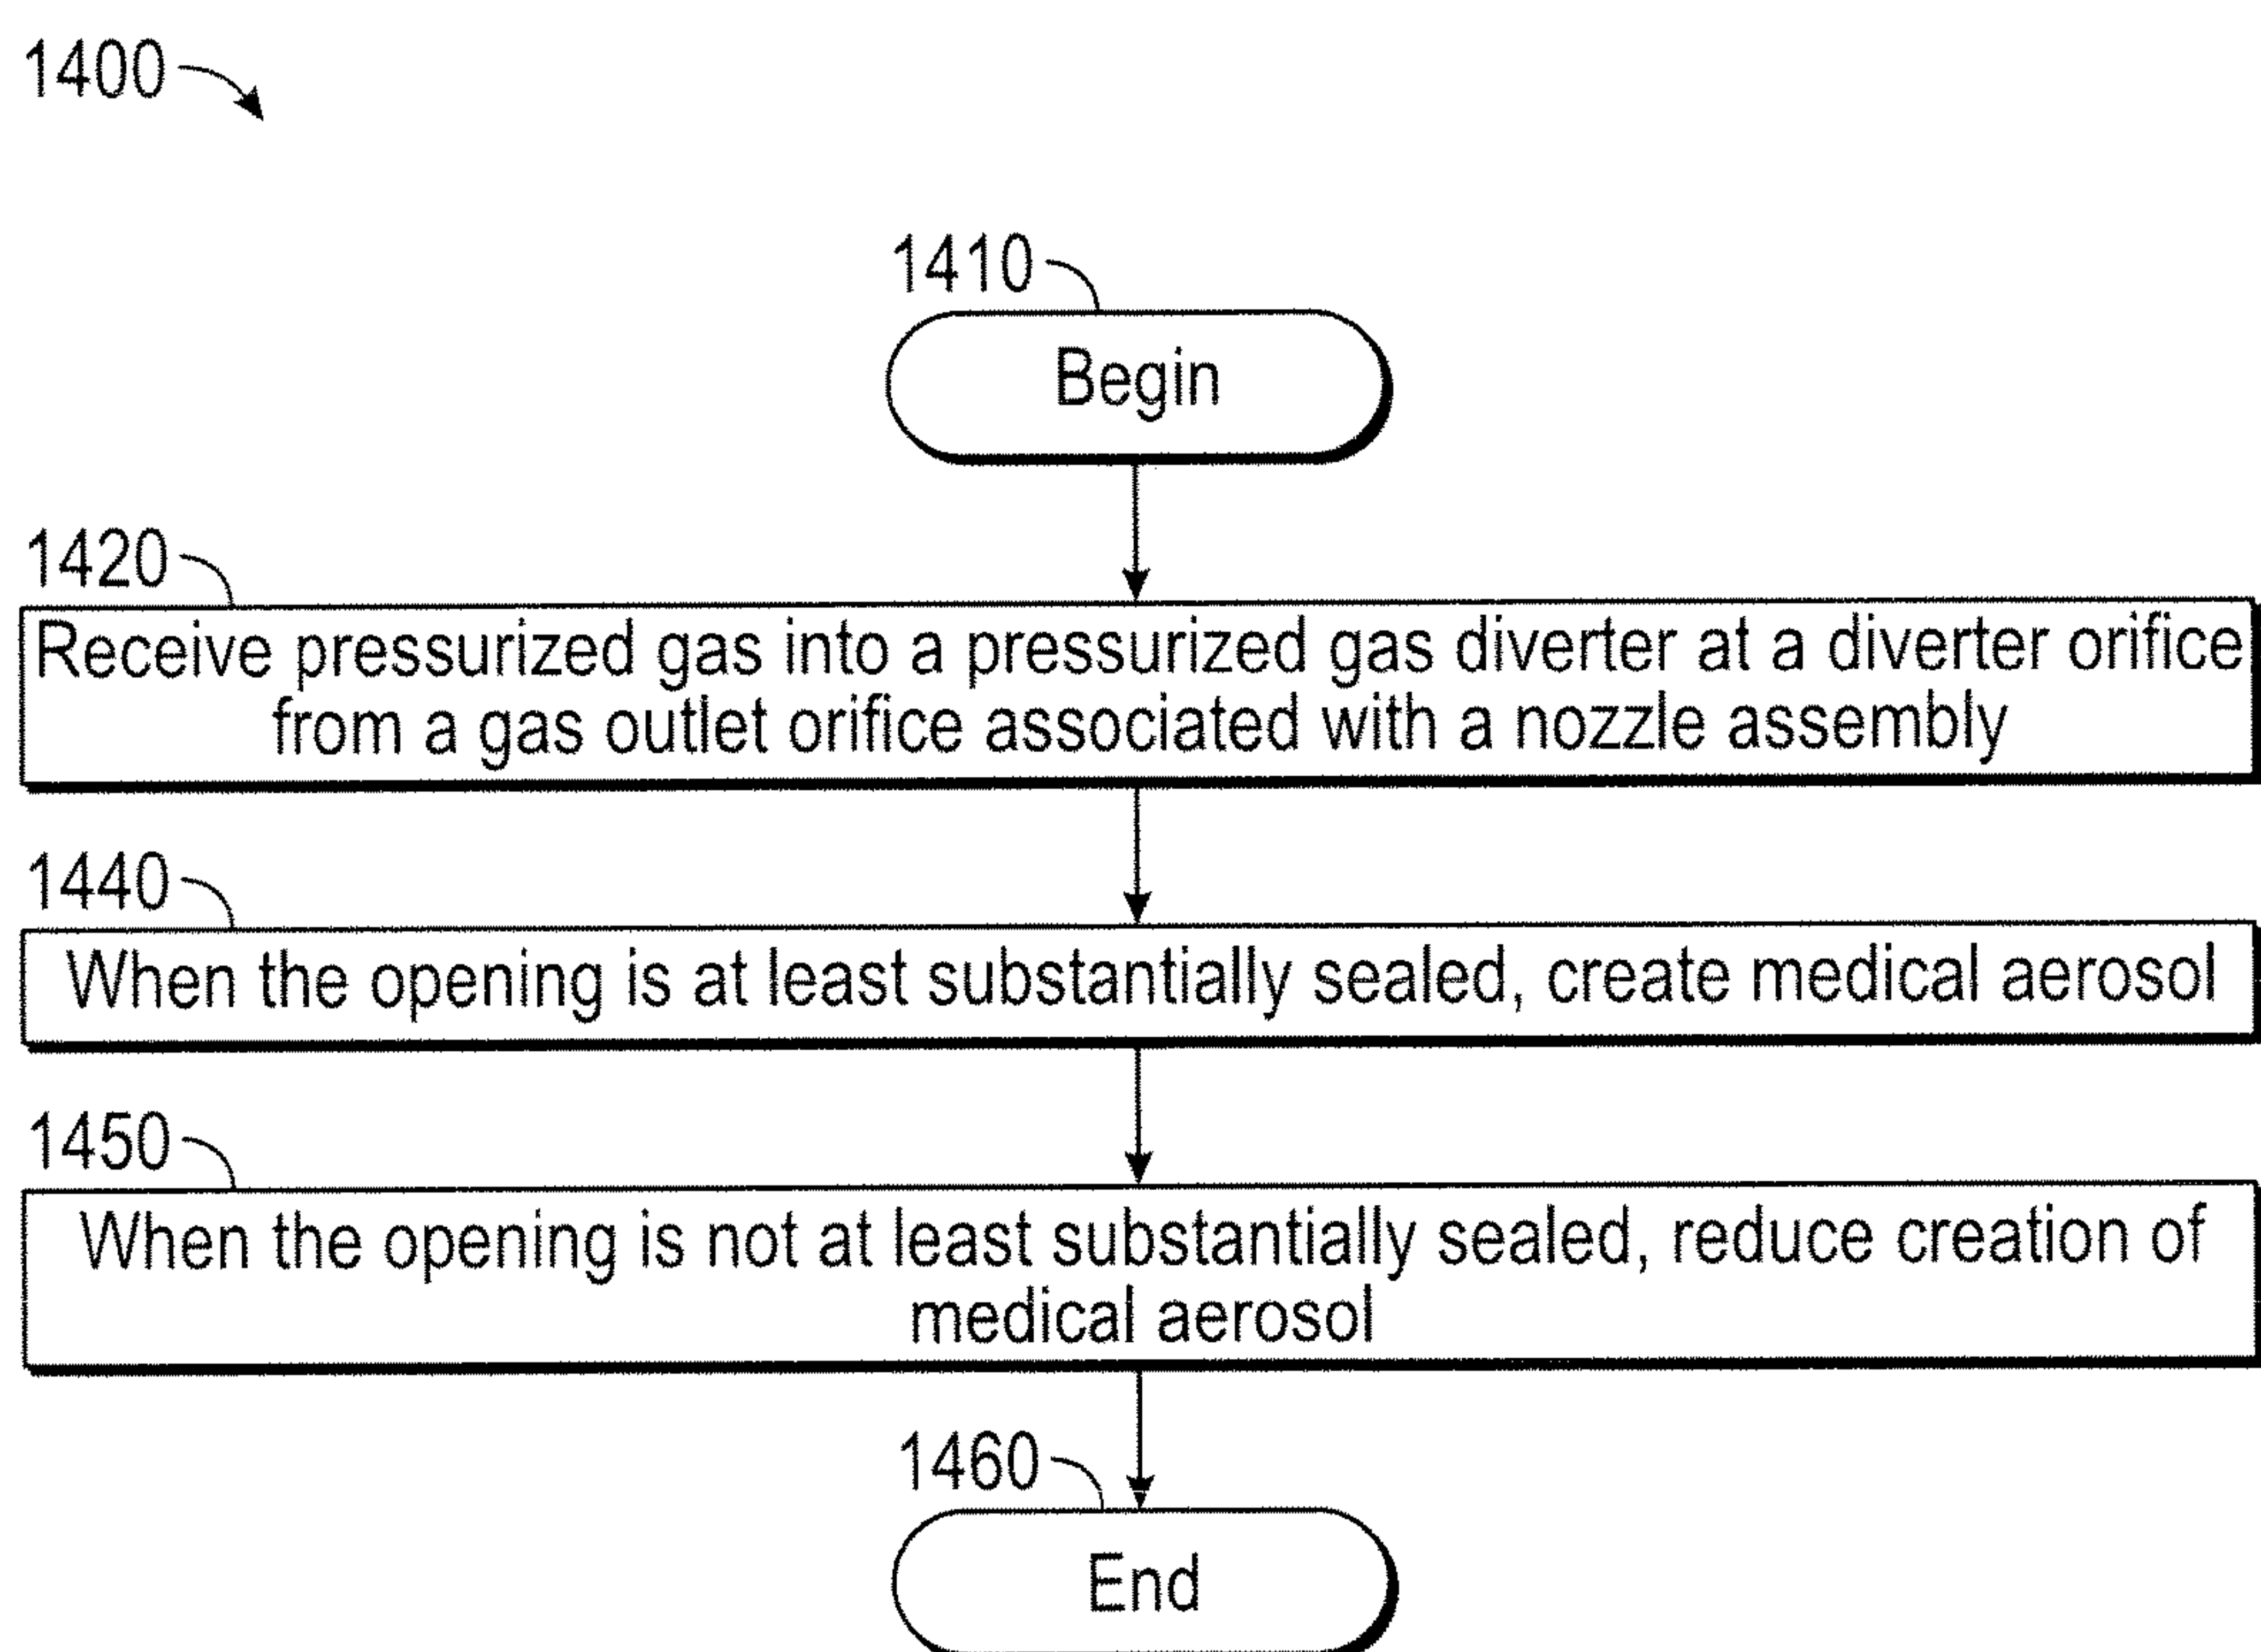 1400
1410
Begin
1420
Receive pressurized gas into a pressurized gas diverter at a diverter orifice
from a gas outlet orifice associated with a nozzle assembly
1440
When the opening is at least substantially sealed, create medical aerosol
1450
When the opening is not at least substantially sealed, reduce creation of
medical aerosol
1460
End